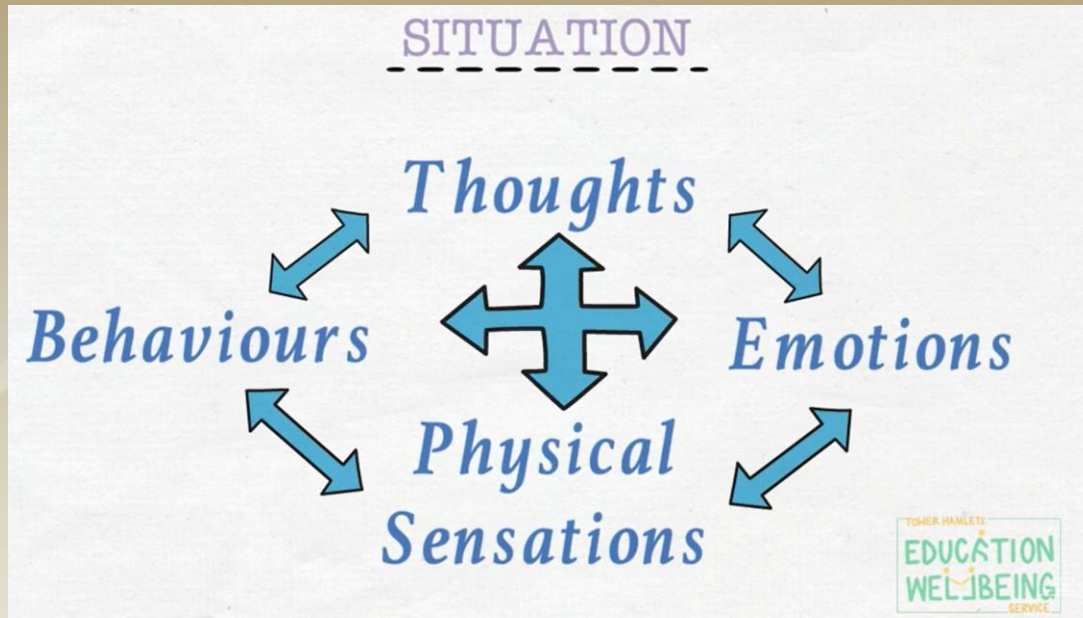 SITUATION
Thoughts
Behaviours
Emotions
Physical
Sensations
TOWER HAMLETS
EDUCATION
WELLBEING
SERVICE